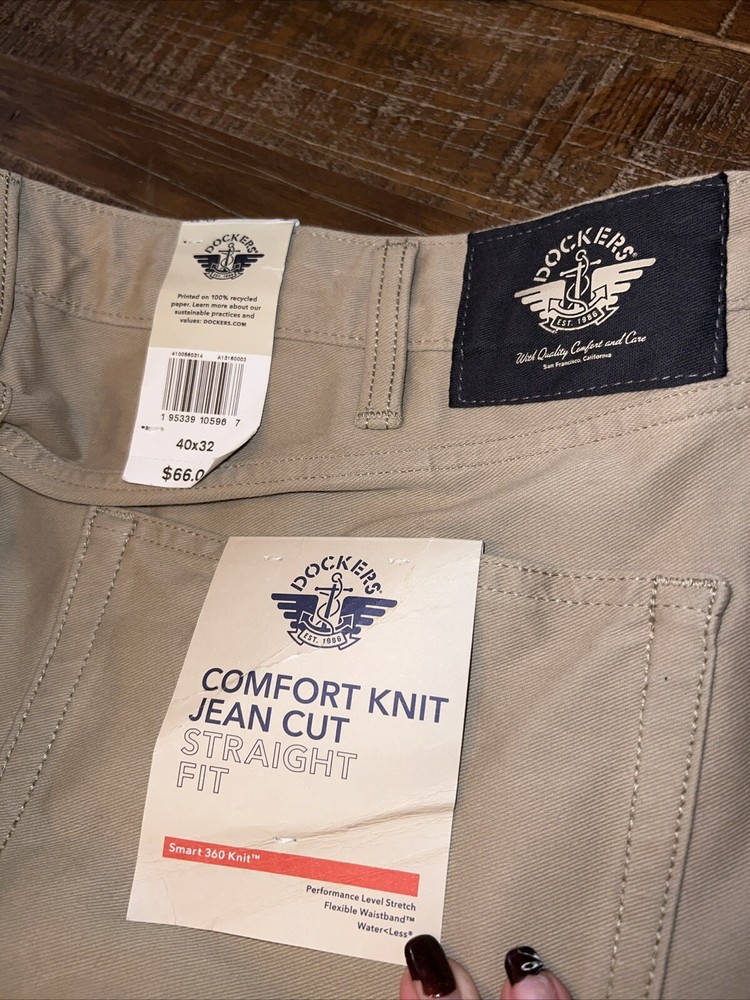 DOCKERS®
EST. 1986
Printed on 100% recycled
paper. Learn more about our
sustainable practices and
values: DOCKERS.COM
A13160003
1 95339 10596 7
40x32
$66.0
DOCKERS®
EST. 1986
With Quality Comfort and Care
San Francisco, California
DOCKERS®
EST. 1986
COMFORT KNIT
JEAN CUT
STRAIGHT
FIT
Smart 360 Knit™
Performance Level Stretch
Flexible Waistband™
Water<Less®